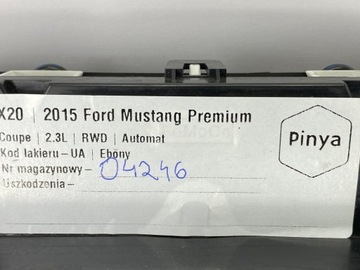 X20 | 2015 Ford Mustang Premium
Coupe | 2.3L | RWD | Automat
Kod lakieru – UA | Ebony
Nr magazynowy – 04246
Uszkodzenia –
Pinya